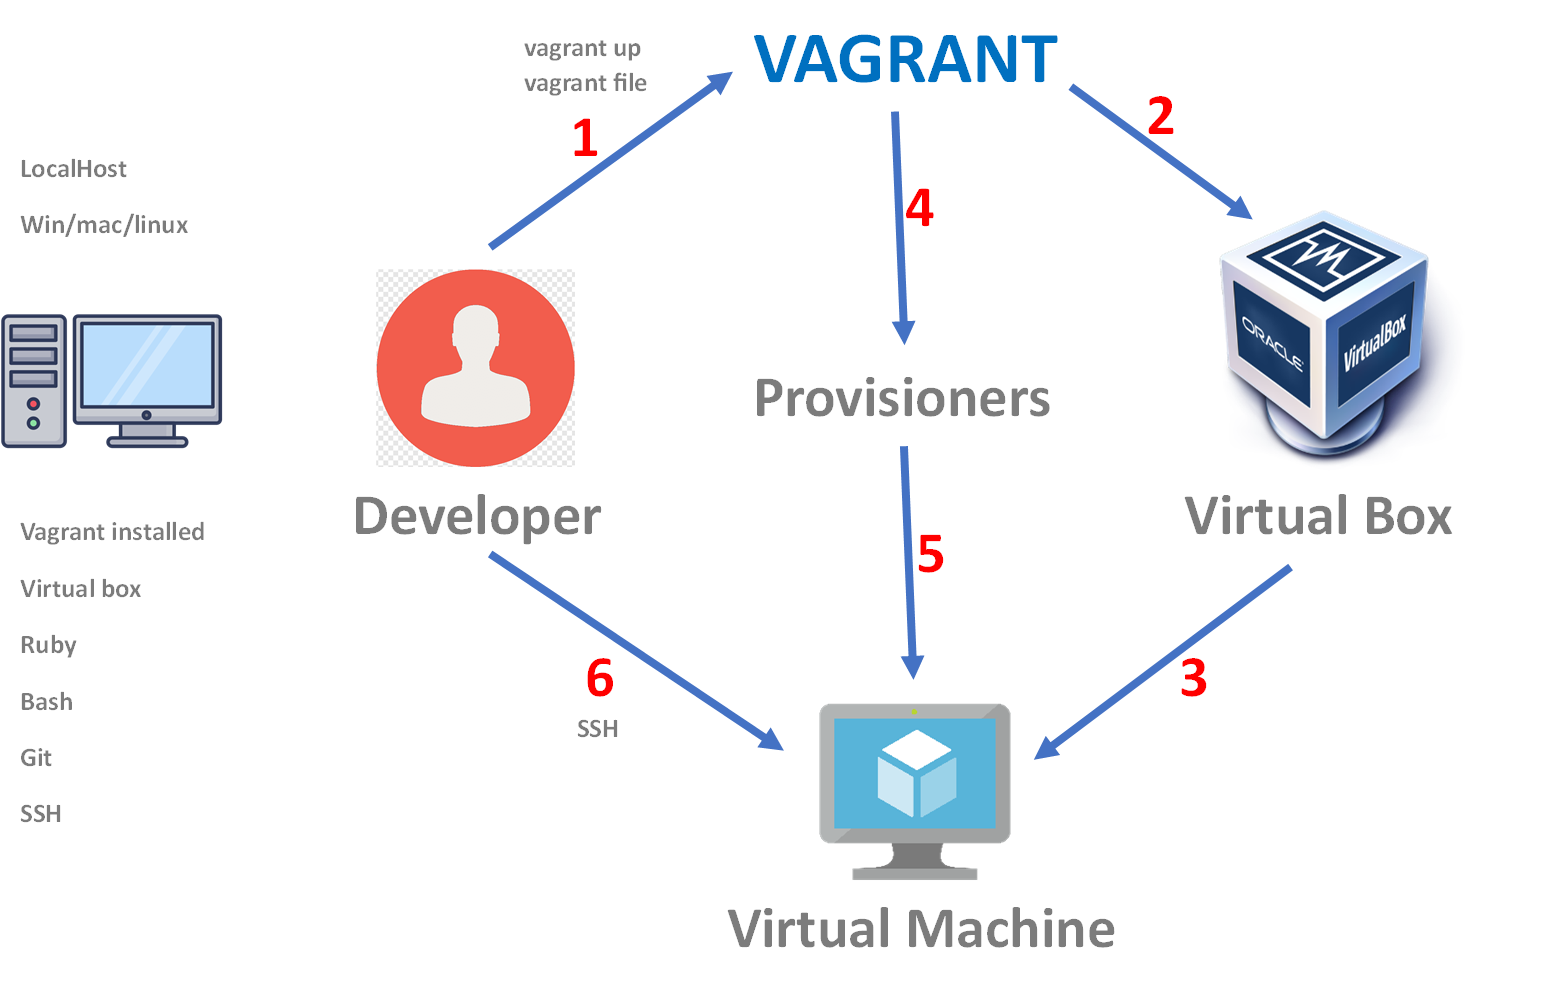 vagrant up
vagrant file
VAGRANT
1
2
LocalHost
Win/mac/linux
4
ORACLE
VirtualBox
Provisioners
Developer
Virtual Box
Vagrant installed
Virtual box
Ruby
Bash
Git
SSH
5
6
SSH
3
Virtual Machine